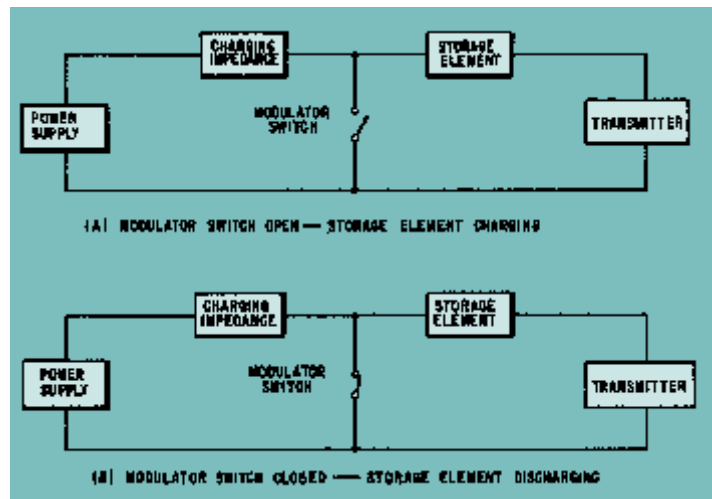 CHARGING
IMPEDANCE
STORAGE
ELEMENT
POWER
SUPPLY
MODULATOR
SWITCH
TRANSMITTER
(A) MODULATOR SWITCH OPEN — STORAGE ELEMENT CHARGING
CHARGING
IMPEDANCE
STORAGE
ELEMENT
POWER
SUPPLY
MODULATOR
SWITCH
TRANSMITTER
(B) MODULATOR SWITCH CLOSED — STORAGE ELEMENT DISCHARGING